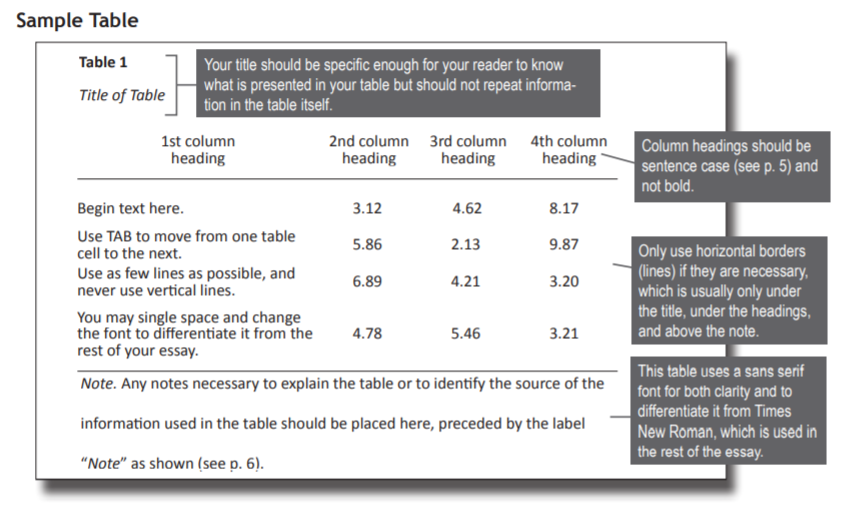 Sample Table
Table 1
Title of Table
Your title should be specific enough for your reader to know
what is presented in your table but should not repeat informa-
tion in the table itself.
1st column
heading
2nd column
heading
3rd column
heading
4th column
heading
Column headings should be
sentence case (see p. 5) and
not bold.
Begin text here. 3.12 4.62 8.17
Use TAB to move from one table
cell to the next. 5.86 2.13 9.87
Use as few lines as possible, and
never use vertical lines. 6.89 4.21 3.20
Only use horizontal borders
(lines) if they are necessary,
which is usually only under
the title, under the headings,
and above the note.
You may single space and change
the font to differentiate it from the 4.78 5.46 3.21
rest of your essay.
Note. Any notes necessary to explain the table or to identify the source of the
information used in the table should be placed here, preceded by the label
“Note” as shown (see p. 6).
This table uses a sans serif
font for both clarity and to
differentiate it from Times
New Roman, which is used in
the rest of the essay.